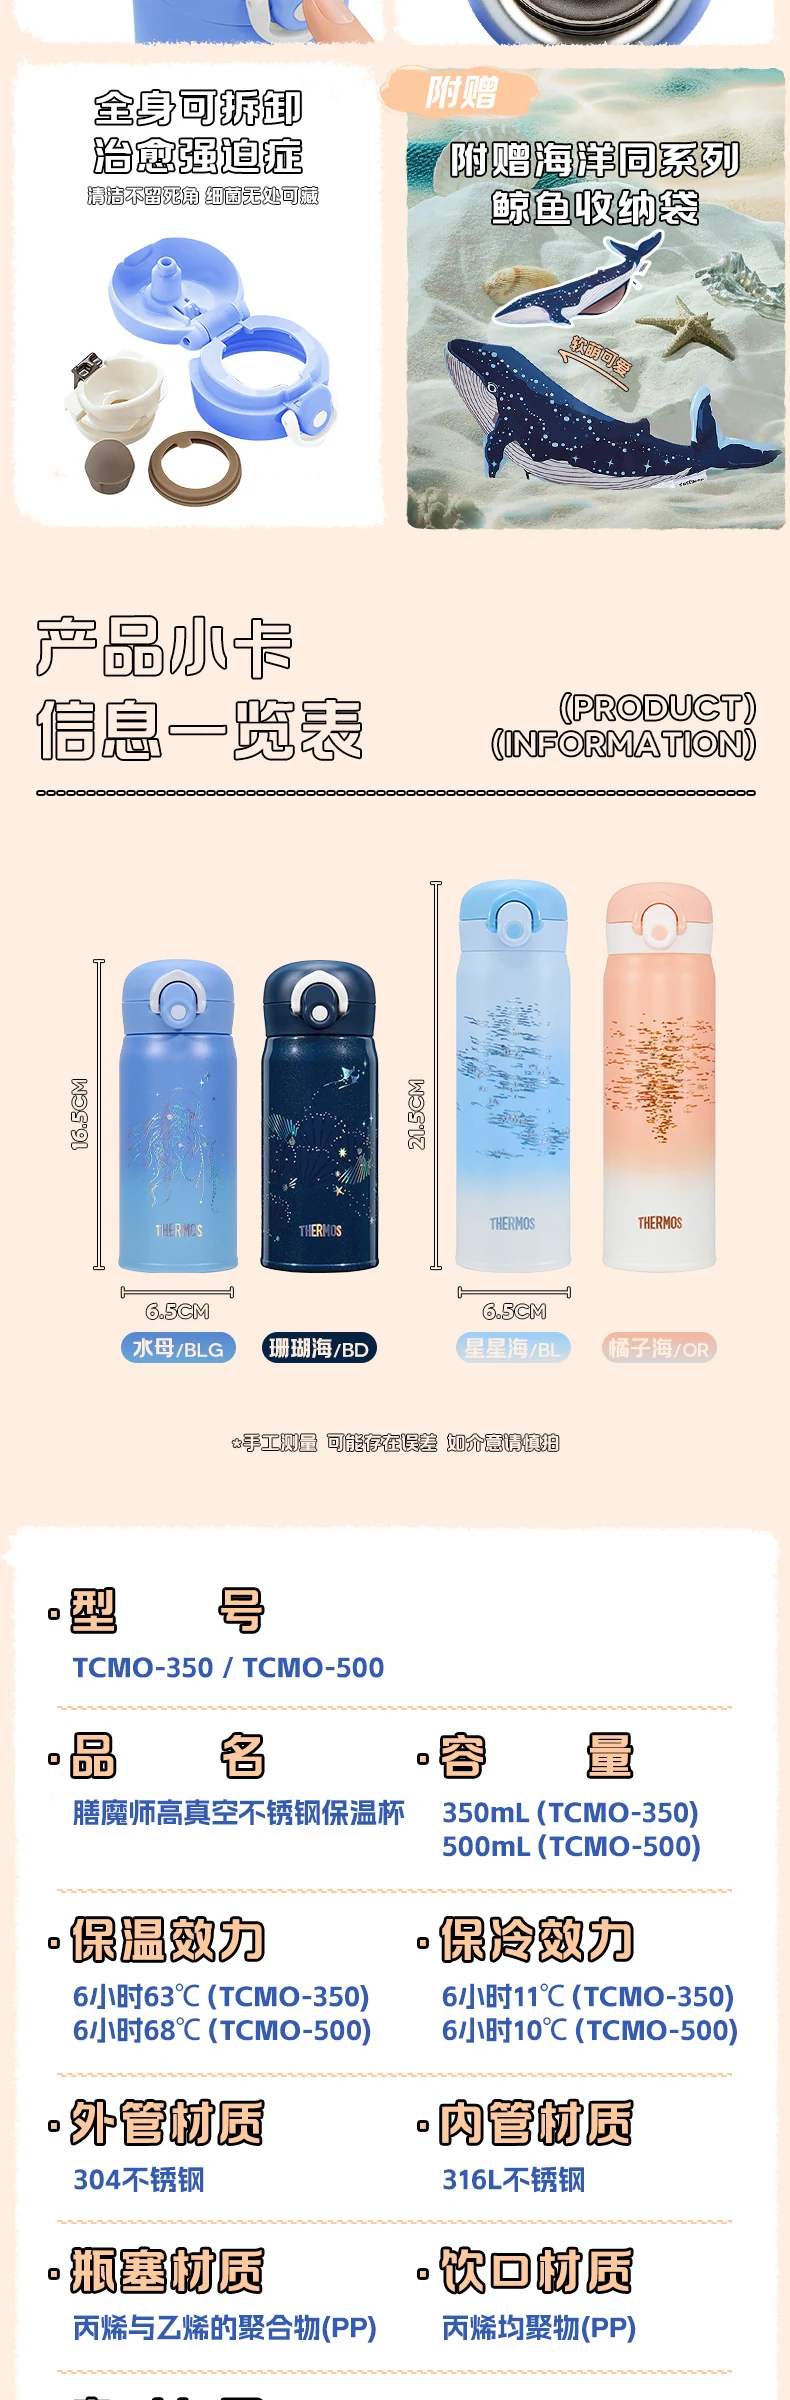 全身可拆卸
治愈强迫症
清洁不留死角 细菌无处可藏
附赠
附赠海洋同系列
鲸鱼收纳袋
软萌可爱
产品小卡
信息一览表
(PRODUCT)
(INFORMATION)
16.5CM
21.5CM
THERMOS
THERMOS
THERMOS
THERMOS
6.5CM
6.5CM
水母/BLG
珊瑚海/BD
星星海/BL
橘子海/OR
*手工测量 可能存在误差 如介意请慎拍
·型号
TCMO-350 / TCMO-500
·品名
膳魔师高真空不锈钢保温杯
·容量
350mL (TCMO-350)
500mL (TCMO-500)
·保温效力
6小时63℃ (TCMO-350)
6小时68℃ (TCMO-500)
·保冷效力
6小时11℃ (TCMO-350)
6小时10℃ (TCMO-500)
·外管材质
304不锈钢
·内管材质
316L不锈钢
·瓶塞材质
丙烯与乙烯的聚合物(PP)
·饮口材质
丙烯均聚物(PP)